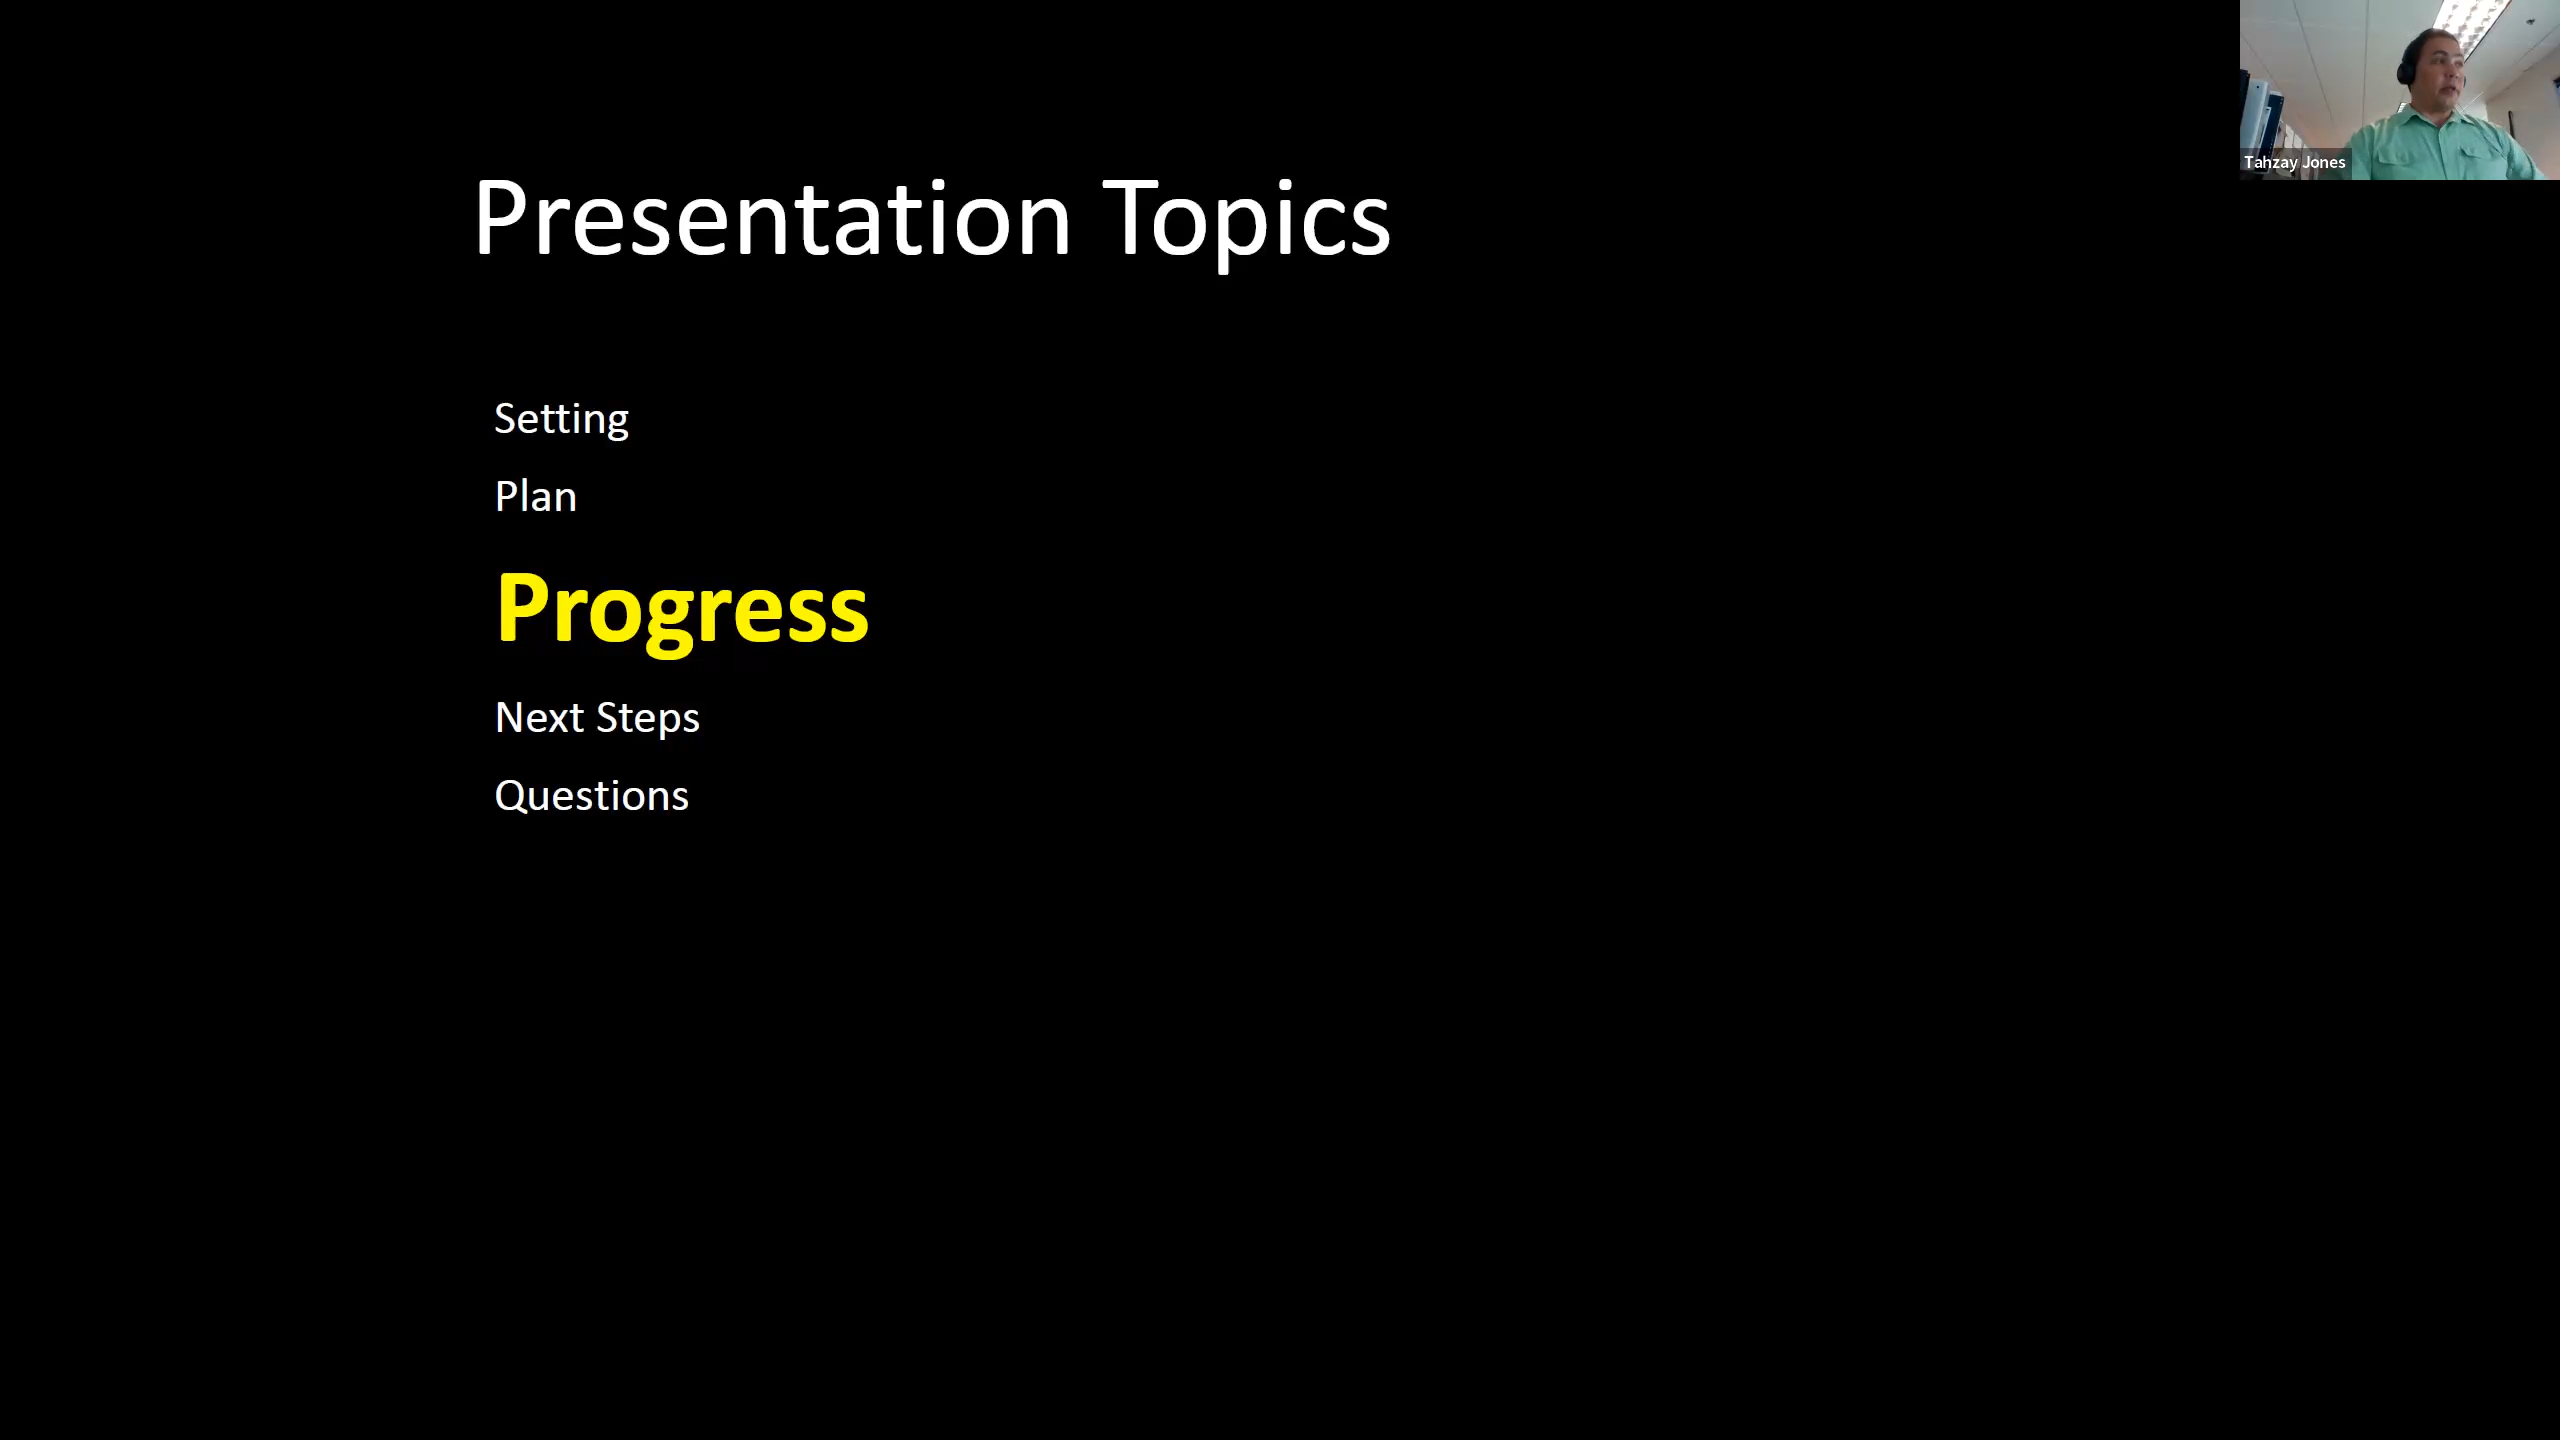 Presentation Topics
Tahzay Jones
Setting
Plan
Progress
Next Steps
Questions